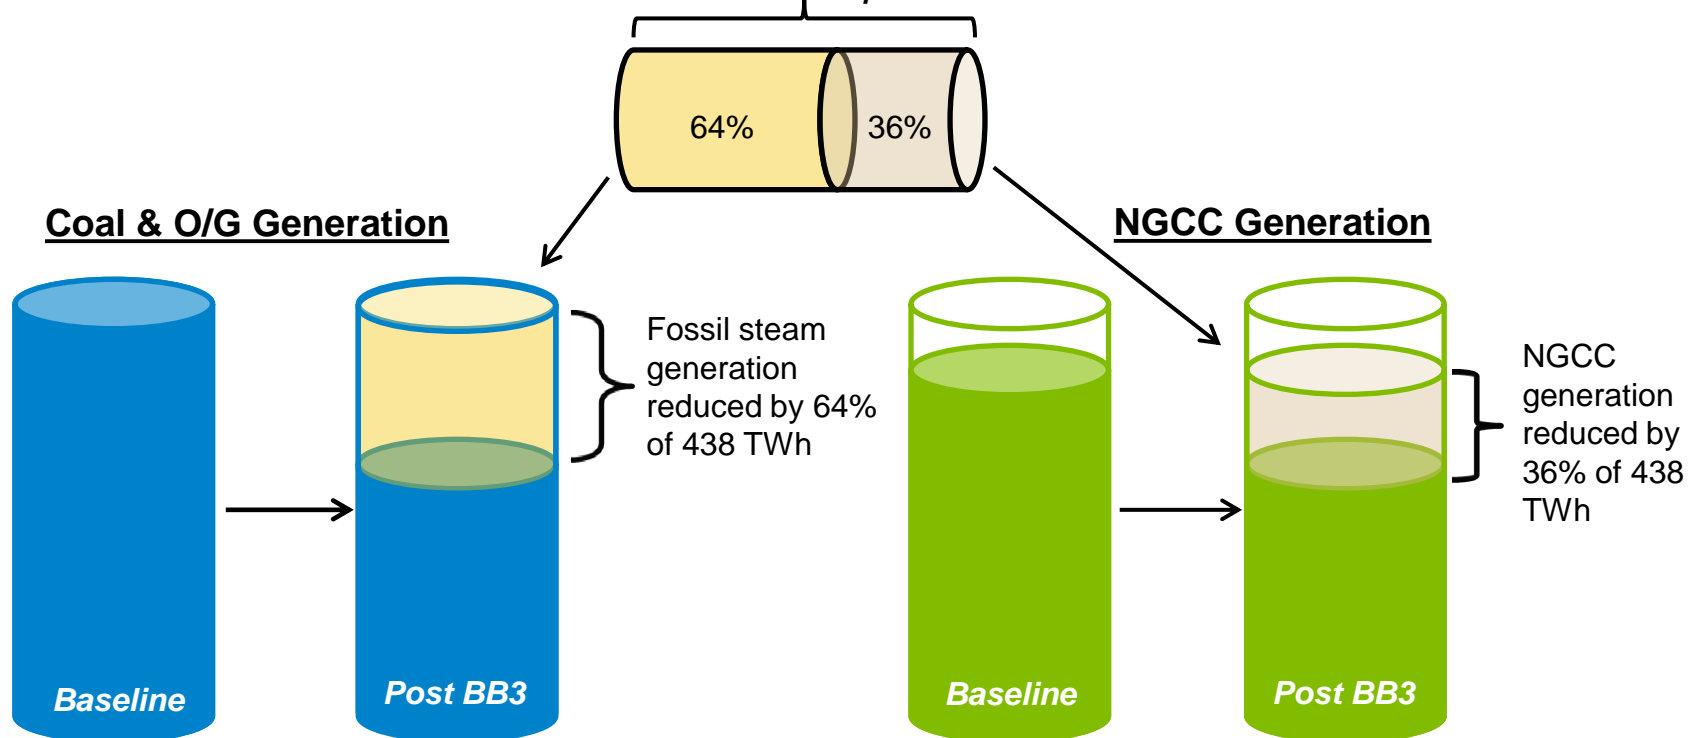 64%
36%
Coal & O/G Generation
NGCC Generation
Fossil steam
generation
reduced by 64%
of 438 TWh
NGCC
generation
reduced by
36% of 438
TWh
Baseline
Post BB3
Baseline
Post BB3